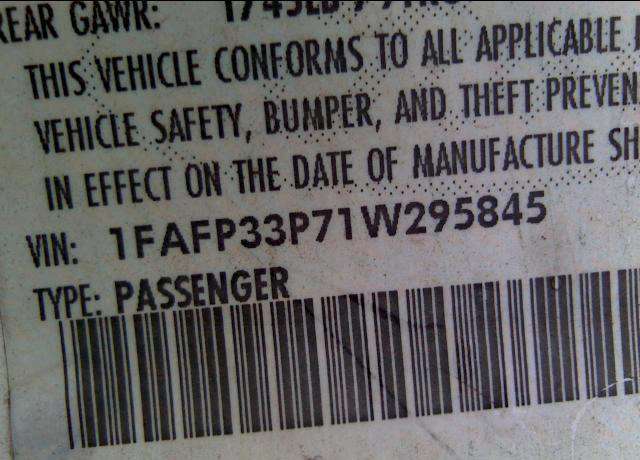 REAR GAWR:
THIS VEHICLE CONFORMS TO ALL APPLICABLE
VEHICLE SAFETY, BUMPER, AND THEFT PREVEN
IN EFFECT ON THE DATE OF MANUFACTURE SH
VIN: 1FAFP33P71W295845
TYPE: PASSENGER